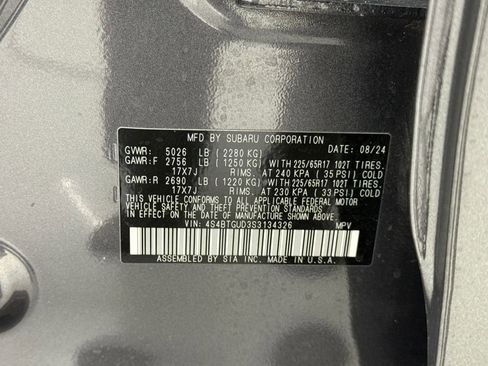 MFD BY SUBARU CORPORATION
GVWR: 5026 LB (2280 KG) DATE: 08/24
GAWR:F 2756 LB (1250 KG) WITH 225/65R17 102T TIRES.
17X7J RIMS. AT 240 KPA (35 PSI) COLD
GAWR:R 2690 LB (1220 KG) WITH 225/65R17 102T TIRES.
17X7J RIMS. AT 230 KPA (33 PSI) COLD
THIS VEHICLE CONFORMS TO ALL APPLICABLE FEDERAL MOTOR
VEHICLE SAFETY, BUMPER, AND THEFT PREVENTION STANDARDS
IN EFFECT ON THE DATE OF MANUFACTURE SHOWN ABOVE.
VIN: 4S4BTGUD3S3134326 MPV
ASSEMBLED BY SIA INC. MADE IN U.S.A.